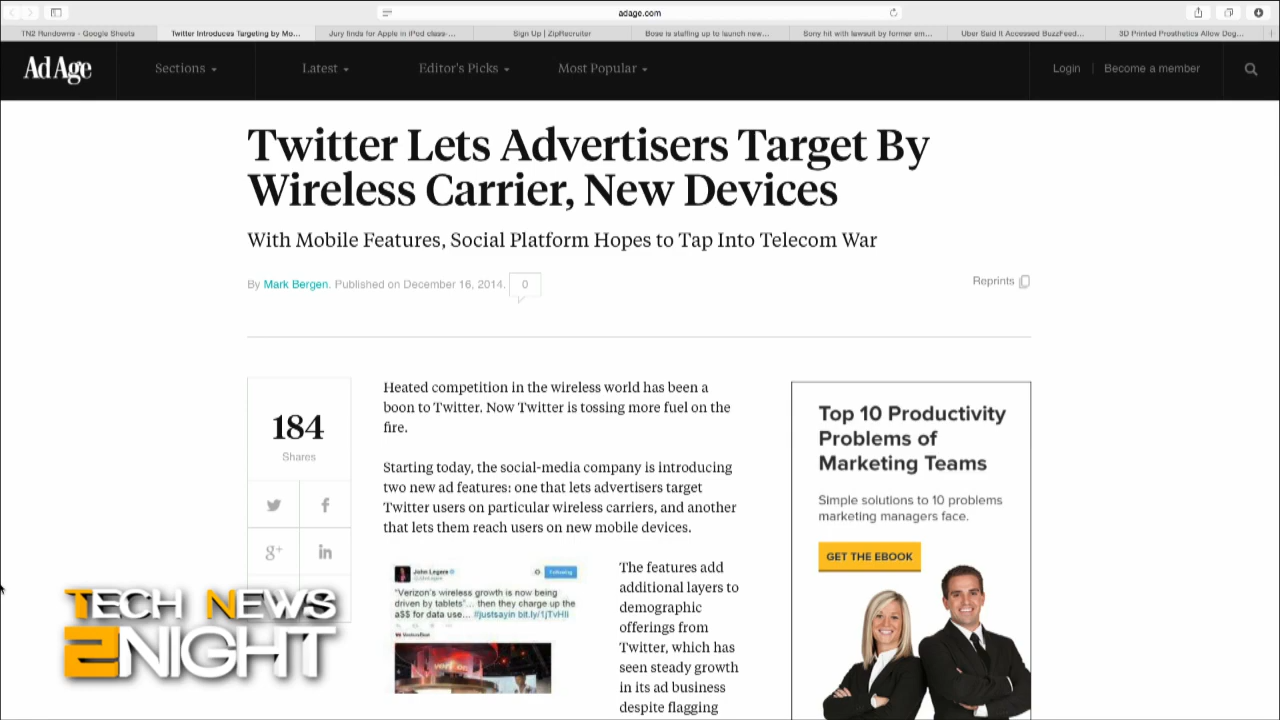 adage.com
TN2 Rundowns - Google Sheets
Twitter Introduces Targeting by Mo...
Jury finds for Apple in iPod class-...
Sign Up | ZipRecruiter
Bose is staffing up to launch new...
Sony hit with lawsuit by former em...
Uber Said It Accessed BuzzFeed...
3D Printed Prosthetics Allow Dog...
Ad Age
Sections
Latest
Editor's Picks
Most Popular
Login
Become a member
Twitter Lets Advertisers Target By
Wireless Carrier, New Devices
With Mobile Features, Social Platform Hopes to Tap Into Telecom War
By Mark Bergen. Published on December 16, 2014.
0
Reprints
184
Shares
g+
in
Heated competition in the wireless world has been a
boon to Twitter. Now Twitter is tossing more fuel on the
fire.
Starting today, the social-media company is introducing
two new ad features: one that lets advertisers target
Twitter users on particular wireless carriers, and another
that lets them reach users on new mobile devices.
John Legere
Following
"Verizon's wireless growth is now being
driven by tablets"... then they charge up the
a$$ for data use... #justsayin bit.ly/1jTvHIl
VentureBeat
verizon
The features add
additional layers to
demographic
offerings from
Twitter, which has
seen steady growth
in its ad business
despite flagging
Top 10 Productivity
Problems of
Marketing Teams
Simple solutions to 10 problems
marketing managers face.
GET THE EBOOK
TECH NEWS
2NIGHT